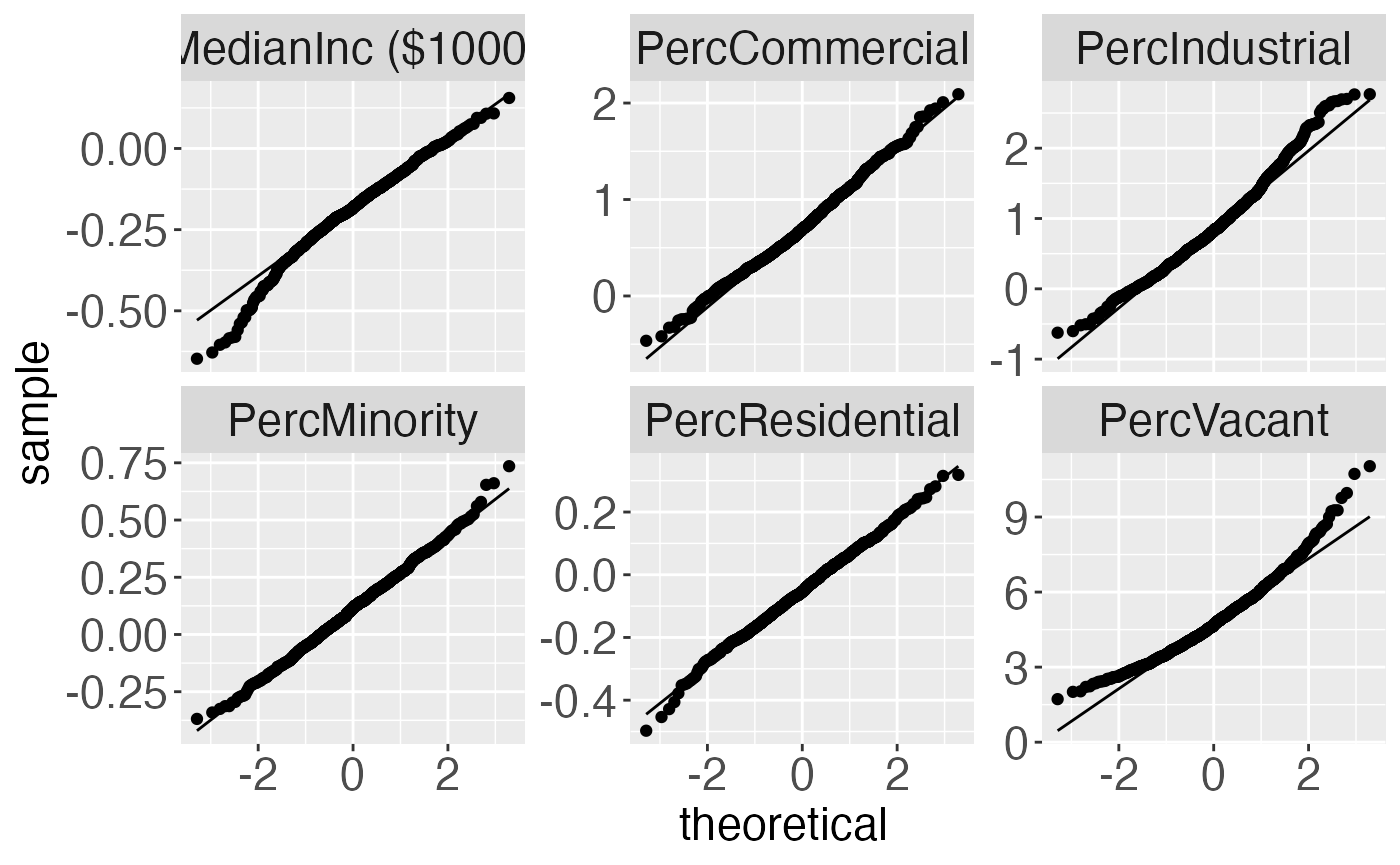 MedianInc ($1000
PercCommercial
PercIndustrial
0.00
-0.25
-0.50
2
1
0
2
1
0
-1
PercMinority
PercResidential
PercVacant
0.75
0.50
0.25
0.00
-0.25
0.2
0.0
-0.2
-0.4
9
6
3
0
-2 0 2
-2 0 2
-2 0 2
sample
theoretical